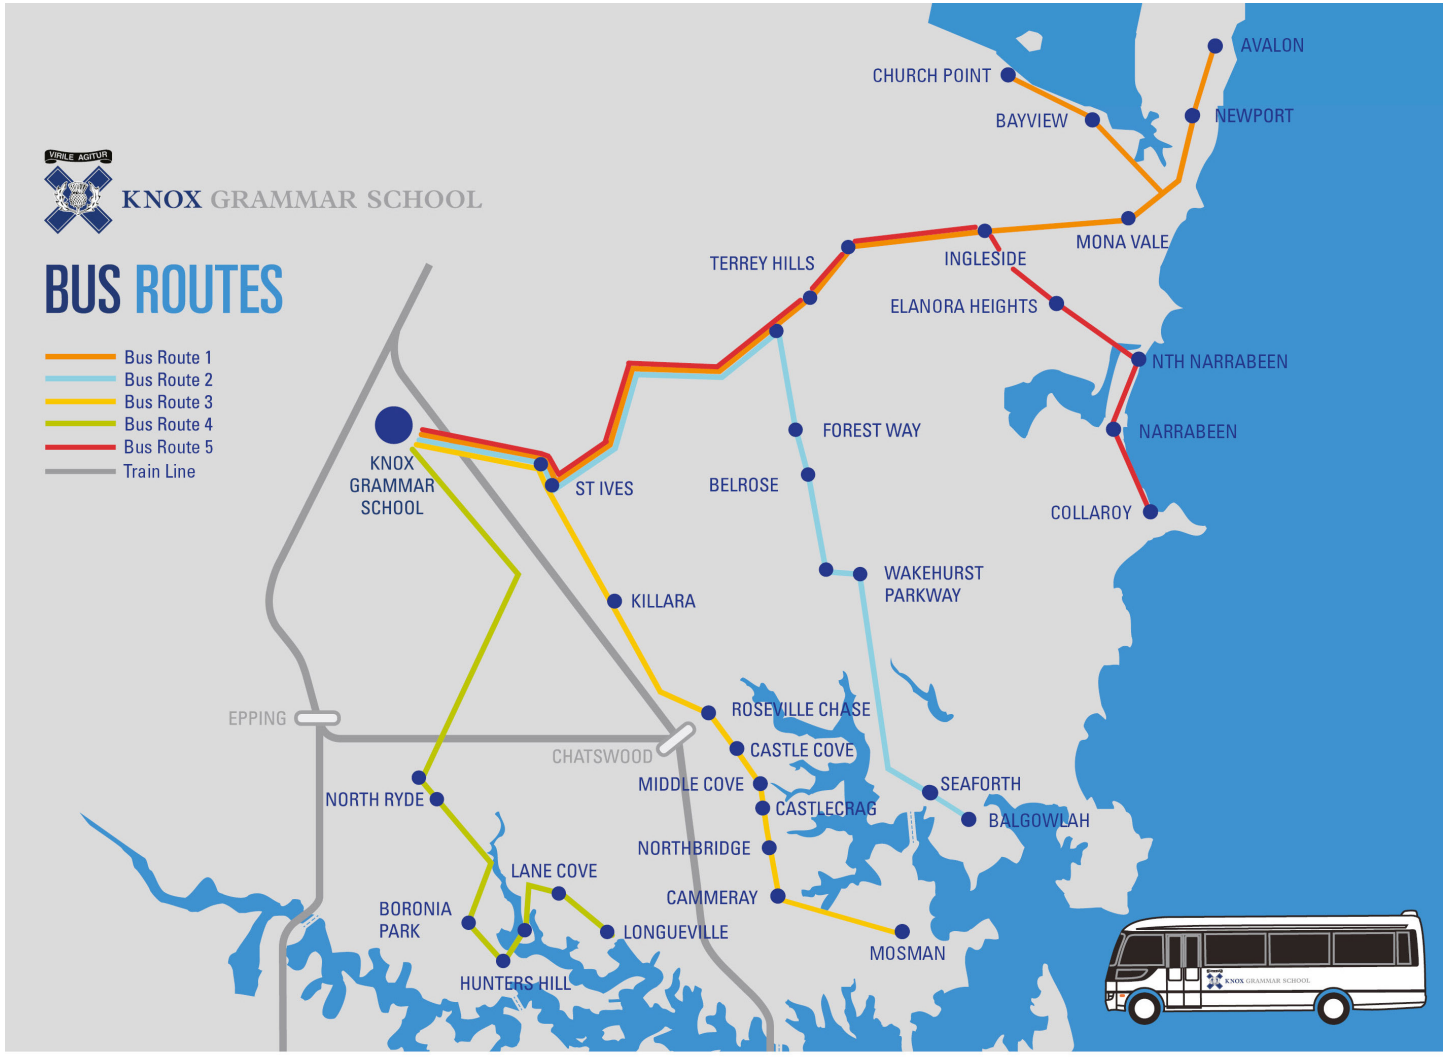 VIRILE AGITUR
KNOX GRAMMAR SCHOOL
BUS ROUTES
Bus Route 1
Bus Route 2
Bus Route 3
Bus Route 4
Bus Route 5
Train Line
AVALON
CHURCH POINT
NEWPORT
BAYVIEW
MONA VALE
TERREY HILLS
INGLESIDE
ELANORA HEIGHTS
NTH NARRABEEN
NARRABEEN
FOREST WAY
KNOX
GRAMMAR
SCHOOL
ST IVES
BELROSE
COLLAROY
WAKEHURST
PARKWAY
KILLARA
ROSEVILLE CHASE
EPPING
CHATSWOOD
CASTLE COVE
MIDDLE COVE
SEAFORTH
NORTH RYDE
CASTLECRAG
BALGOWLAH
NORTHBRIDGE
LANE COVE
CAMMERAY
BORONIA
PARK
LONGUEVILLE
MOSMAN
HUNTERS HILL
KNOX GRAMMAR SCHOOL